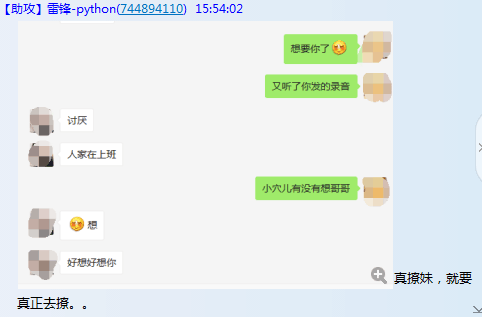 【助攻】雷锋-python(744894110) 15:54:02
想要你了
又听了你发的录音
讨厌
人家在上班
小穴儿有没有想哥哥
想
好想好想你
真撩妹，就要
真正去撩。。